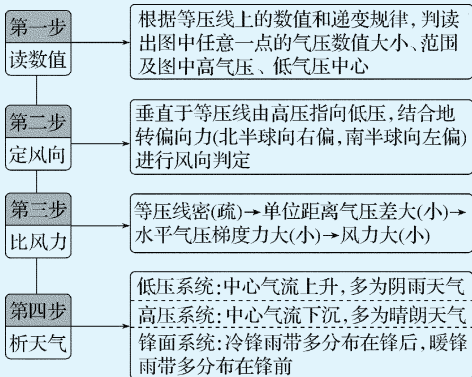 第一步
读数值
根据等压线上的数值和递变规律，判读
出图中任意一点的气压数值大小、范围
及图中高气压、低气压中心
第二步
定风向
垂直于等压线由高压指向低压，结合地
转偏向力(北半球向右偏，南半球向左偏)
进行风向判定
第三步
比风力
等压线密(疏)→单位距离气压差大(小)→
水平气压梯度力大(小)→风力大(小)
第四步
析天气
低压系统:中心气流上升，多为阴雨天气
高压系统:中心气流下沉，多为晴朗天气
锋面系统:冷锋雨带多分布在锋后，暖锋
雨带多分布在锋前